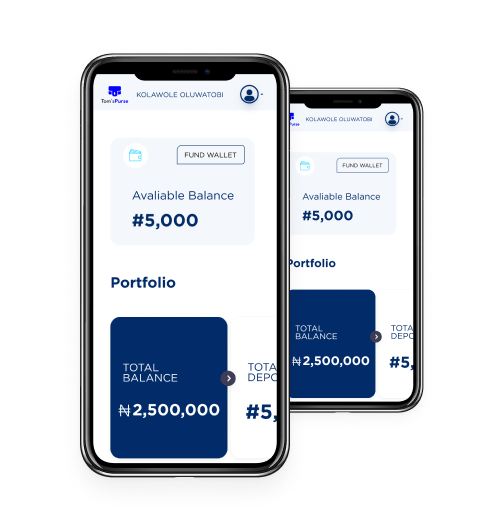 Tom'sPurse
KOLAWOLE OLUWATOBI
FUND WALLET
Avaliable Balance
#5,000
Portfolio
TOTAL
BALANCE
₦2,500,000
TOTA
DEPO
#5,
KOLAWOLE OLUWATOBI
FUND WALLET
Avaliable Balance
#5,000
Portfolio
TOTAL
BALANCE
₦2,500,000
TOTA
DEPC
#5,